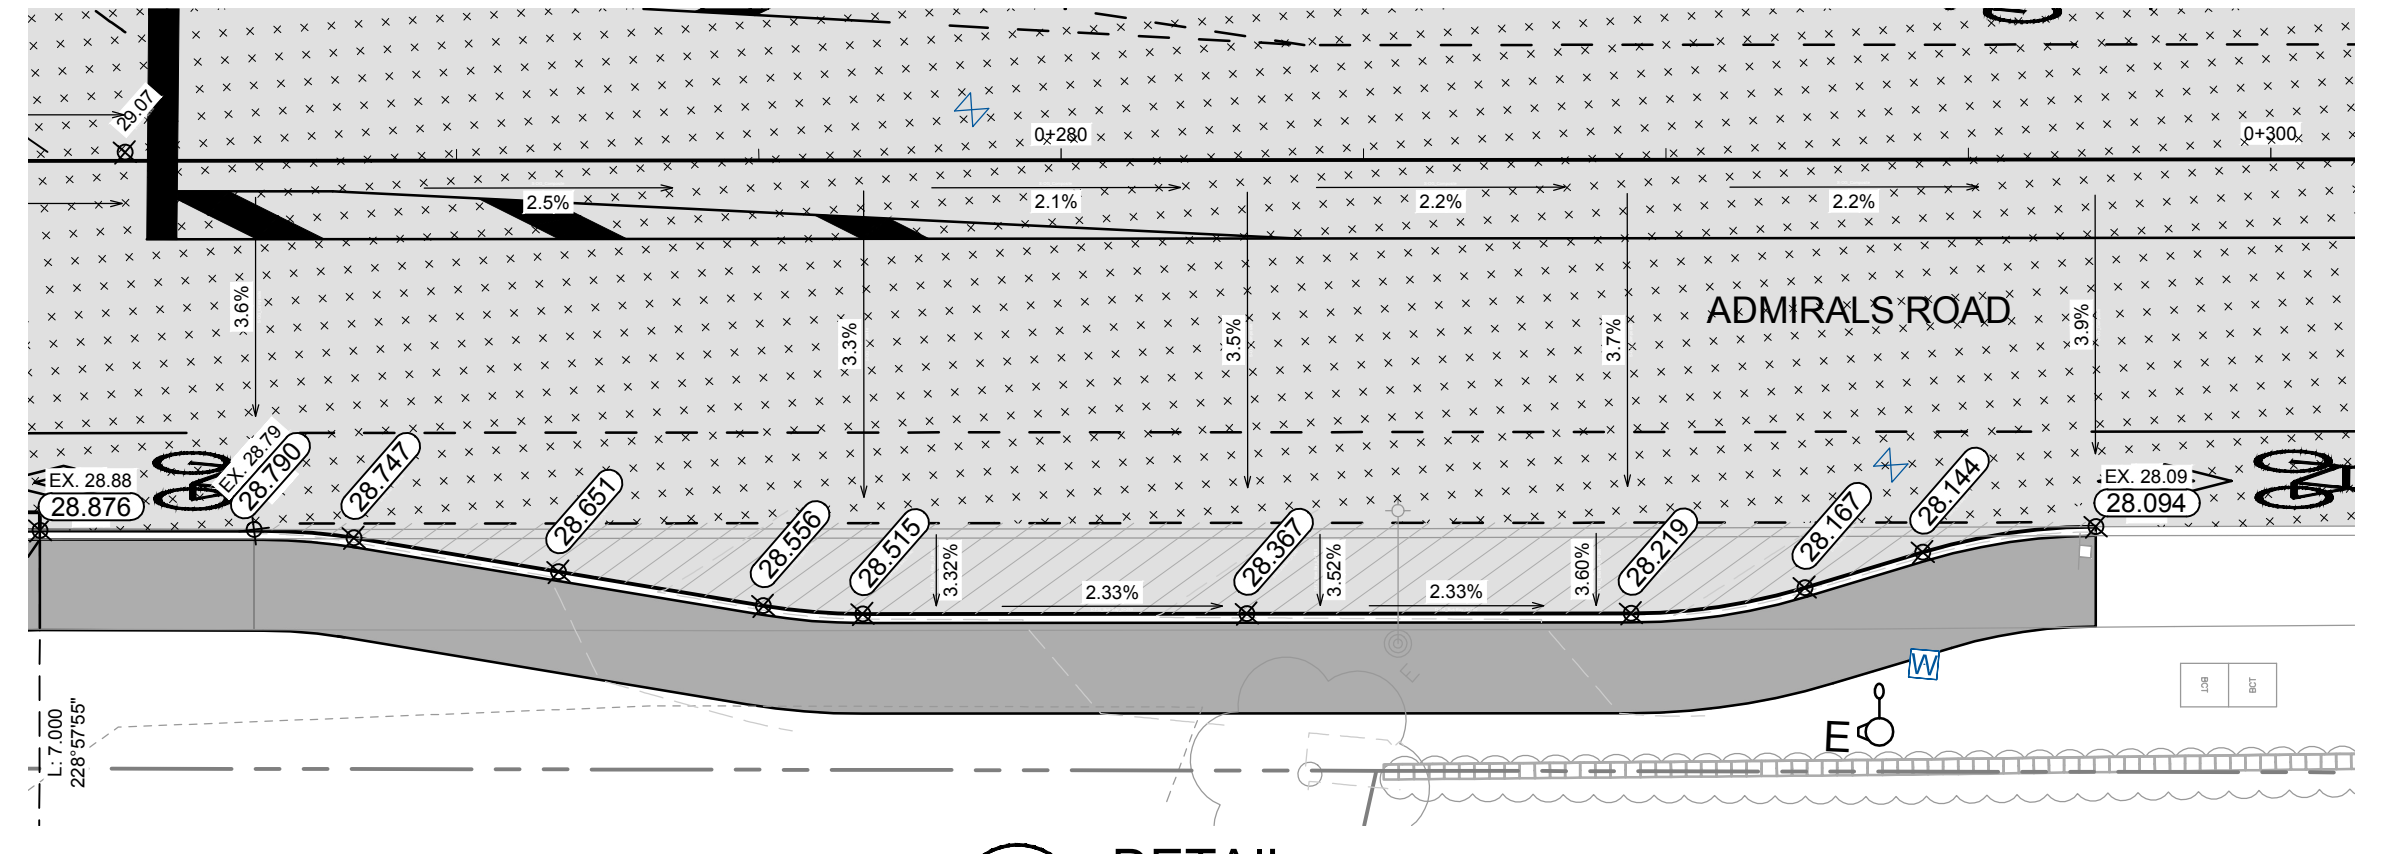 29.07
0+280
0+300
2.5%
2.1%
2.2%
2.2%
3.6%
3.3%
3.5%
3.7%
3.9%
ADMIRALS ROAD
EX. 28.88
28.876
EX. 28.79
28.790
28.747
28.651
28.556
28.515
3.32%
2.33%
28.367
3.52%
2.33%
3.60%
28.219
28.167
28.144
EX. 28.09
28.094
W
E
E
BCT
BCT
L: 7.000
228°57'55"
DETAIL